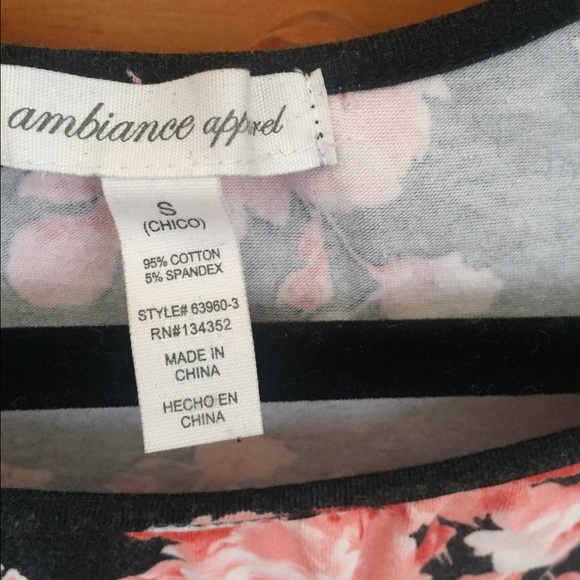 ambiance apparel
S
(CHICO)
95% COTTON
5% SPANDEX
STYLE# 63960-3
RN#134352
MADE IN
CHINA
HECHO EN
CHINA